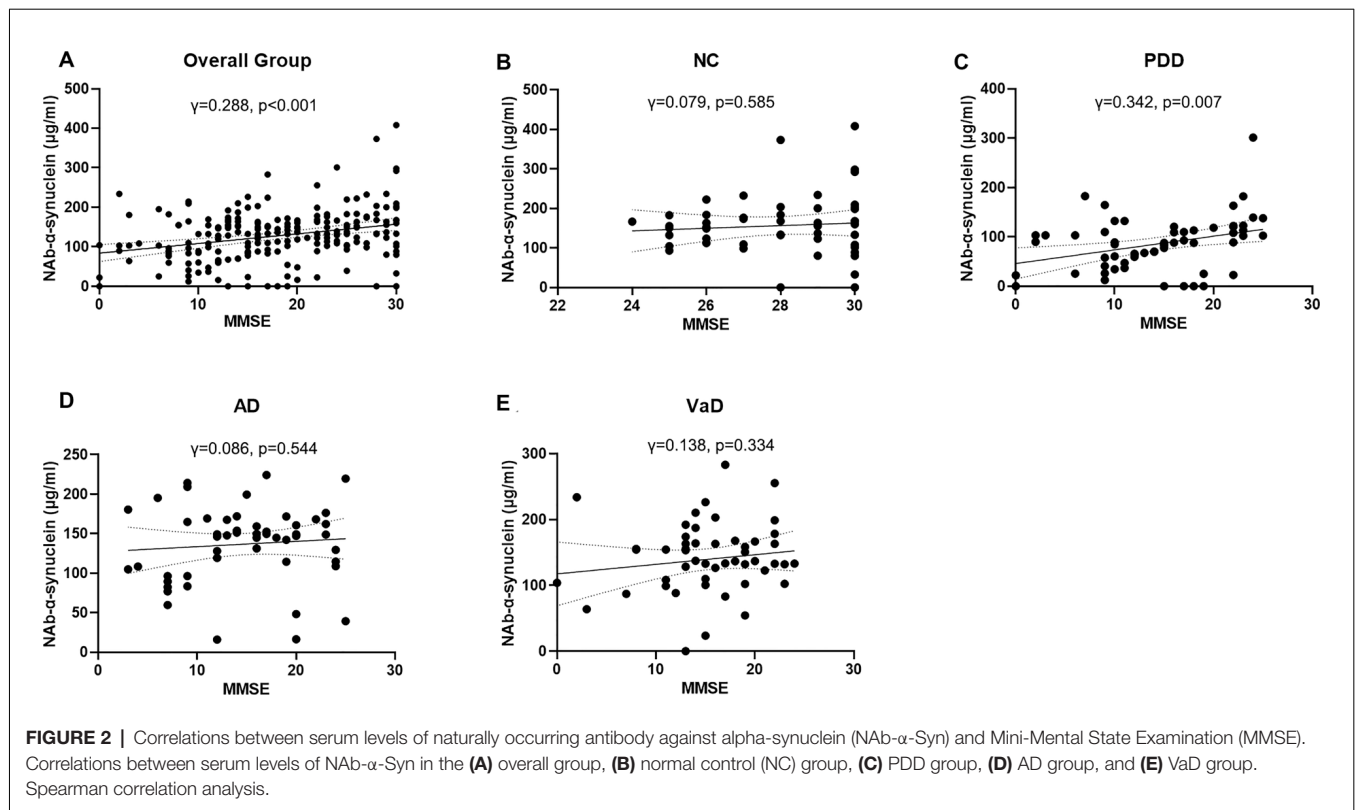 A
Overall Group
γ=0.288, p<0.001
NAb-α-synuclein (µg/ml)
500
400
300
200
100
0
0
10
20
30
MMSE
B
NC
γ=0.079, p=0.585
NAb-α-synuclein (µg/ml)
500
400
300
200
100
0
22
24
26
28
30
MMSE
C
PDD
γ=0.342, p=0.007
NAb-α-synuclein (µg/ml)
400
300
200
100
0
0
10
20
30
MMSE
D
AD
γ=0.086, p=0.544
NAb-α-synuclein (µg/ml)
250
200
150
100
50
0
0
10
20
30
MMSE
E
VaD
γ=0.138, p=0.334
NAb-α-synuclein (µg/ml)
300
200
100
0
0
10
20
30
MMSE
FIGURE 2 | Correlations between serum levels of naturally occurring antibody against alpha-synuclein (NAb-α-Syn) and Mini-Mental State Examination (MMSE).
Correlations between serum levels of NAb-α-Syn in the (A) overall group, (B) normal control (NC) group, (C) PDD group, (D) AD group, and (E) VaD group.
Spearman correlation analysis.